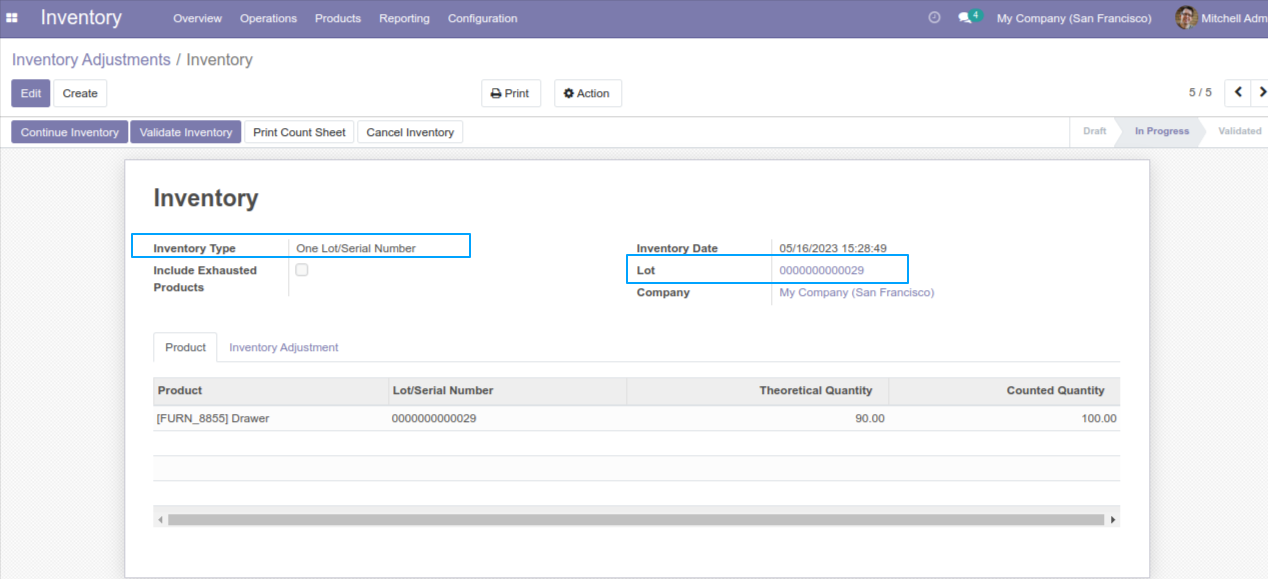 Inventory Overview Operations Products Reporting Configuration 4 My Company (San Francisco) Mitchell Adm
Inventory Adjustments / Inventory
Edit Create Print Action 5 / 5
Continue Inventory Validate Inventory Print Count Sheet Cancel Inventory Draft In Progress Validated
Inventory
Inventory Type One Lot/Serial Number Inventory Date 05/16/2023 15:28:49
Include Exhausted Products Lot 0000000000029
Company My Company (San Francisco)
Product Inventory Adjustment
Product Lot/Serial Number Theoretical Quantity Counted Quantity
[FURN_8855] Drawer 0000000000029 90.00 100.00